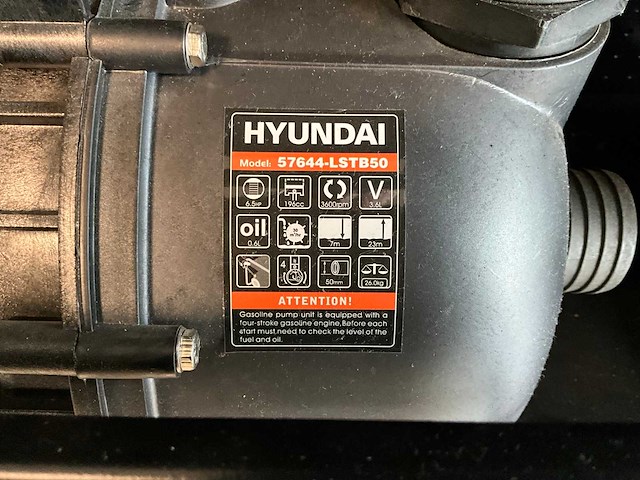 HYUNDAI
Model: 57644-LSTB50
6.5HP 196cc 3600rpm V 3.6L
oil 0.6L 7m 23m
4 50mm 26.0kg
ATTENTION!
Gasoline pump unit is equipped with a
four-stroke gasoline engine,Before each
start must need to check the level of the
fuel and oil.